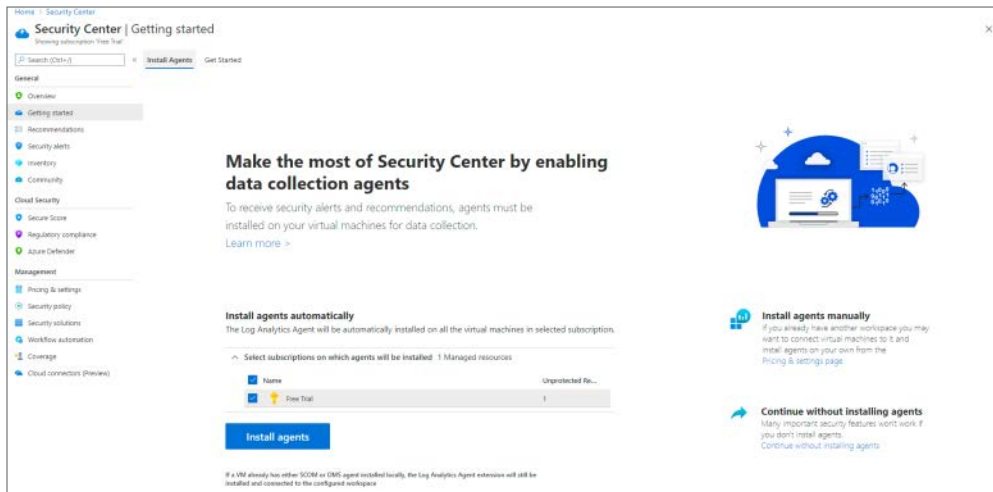 Home > Security Center
Security Center | Getting started
Showing subscription 'Free Trial'
Search (Ctrl+/)
«
Install Agents
Get Started
General
Overview
Getting started
Recommendations
Security alerts
Inventory
Community
Cloud Security
Secure Score
Regulatory compliance
Azure Defender
Management
Pricing & settings
Security policy
Security solutions
Workflow automation
Coverage
Cloud connectors (Preview)
Make the most of Security Center by enabling
data collection agents
To receive security alerts and recommendations, agents must be
installed on your virtual machines for data collection.
Learn more >
Install agents automatically
The Log Analytics Agent will be automatically installed on all the virtual machines in selected subscription.
Select subscriptions on which agents will be installed 1 Managed resources
Name Unprotected Re...
Free Trial 1
Install agents
If a VM already has either SCOM or OMS agent installed locally, the Log Analytics Agent extension will still be
installed and connected to the configured workspace
Install agents manually
If you already have another workspace you may
want to connect virtual machines to it and
install agents on your own from the
Pricing & settings page
Continue without installing agents
Many important security features won't work if
you don't install agents.
Continue without installing agents